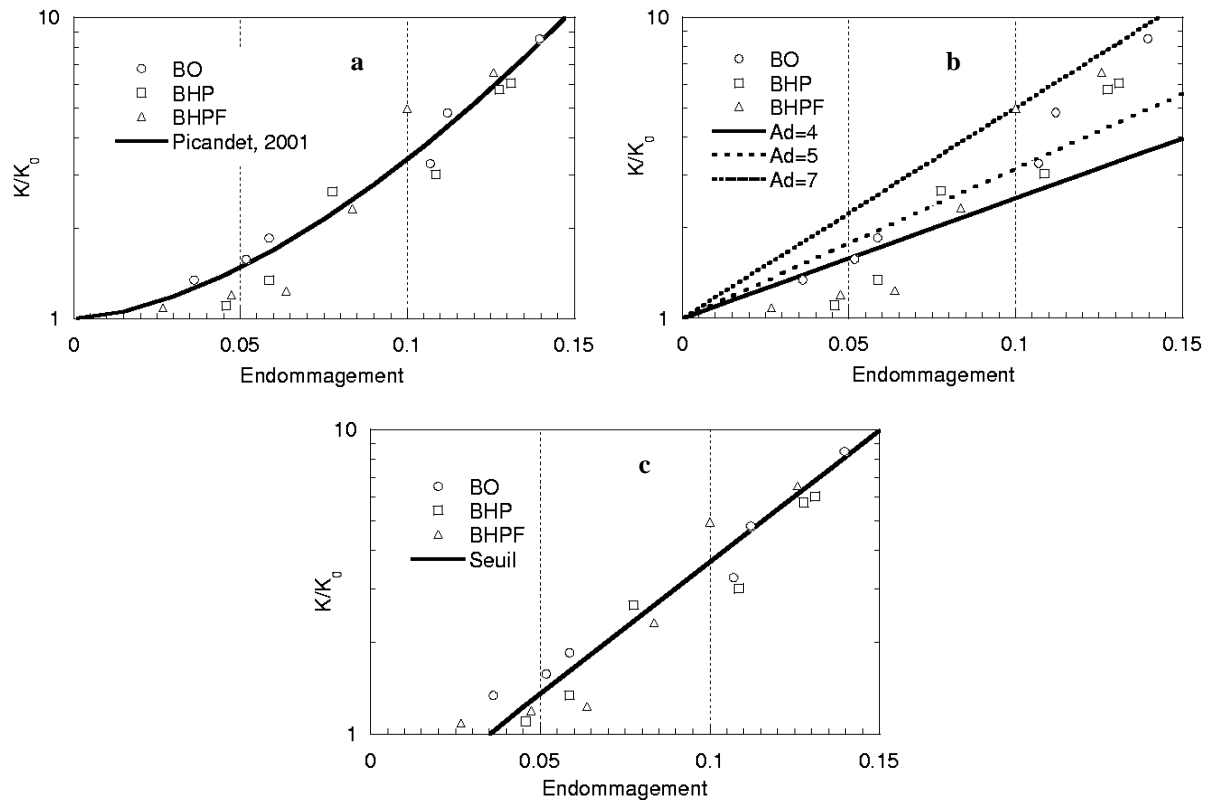 a
10
BO
BHP
BHPF
Picandet, 2001
K/K0
1
0
0.05
0.1
0.15
Endommagement
b
10
BO
BHP
BHPF
Ad=4
Ad=5
Ad=7
K/K0
1
0
0.05
0.1
0.15
Endommagement
c
10
BO
BHP
BHPF
Seuil
K/K0
1
0
0.05
0.1
0.15
Endommagement